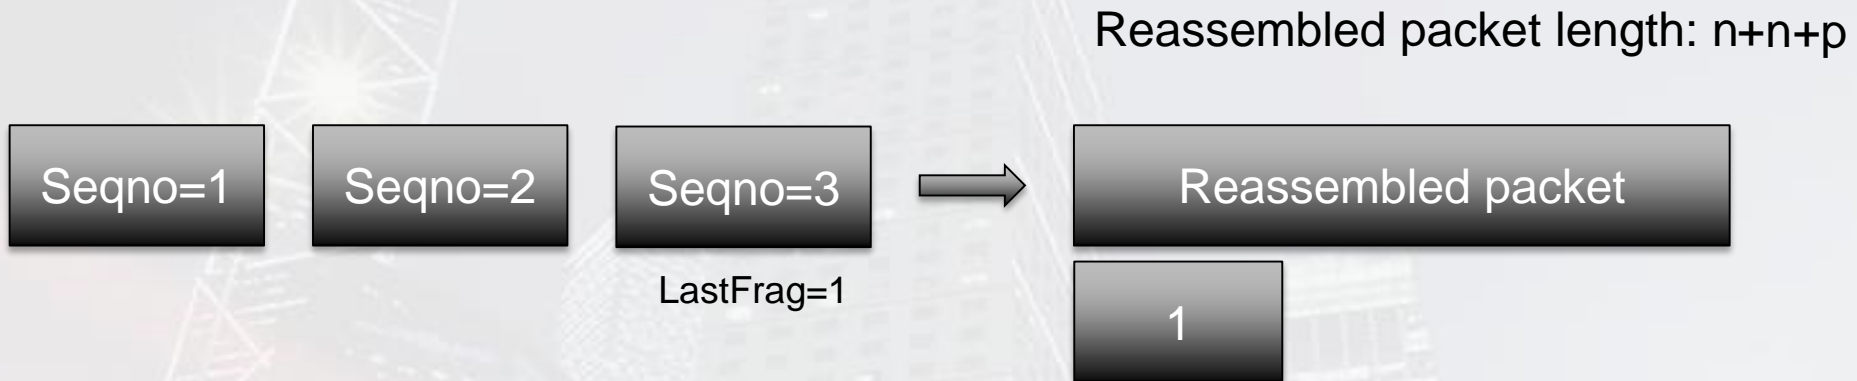 Reassembled packet length: n+n+p
Seqno=1
Seqno=2
Seqno=3
Reassembled packet
LastFrag=1
1